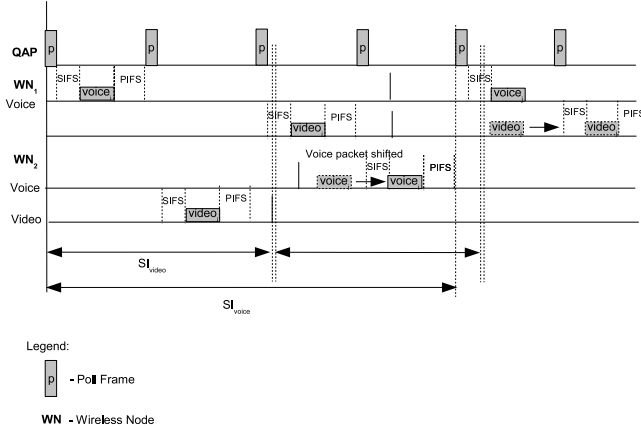 p p p p p p
QAP
WN1
SIFS PIFS SIFS
voice voice
Voice
SIFS PIFS SIFS PIFS
video video video
WN2
Voice packet shifted
SIFS PIFS
voice voice
Voice
SIFS PIFS
video
Video
SIvideo
SIvoice
Legend:
p - Poll Frame
WN - Wireless Node